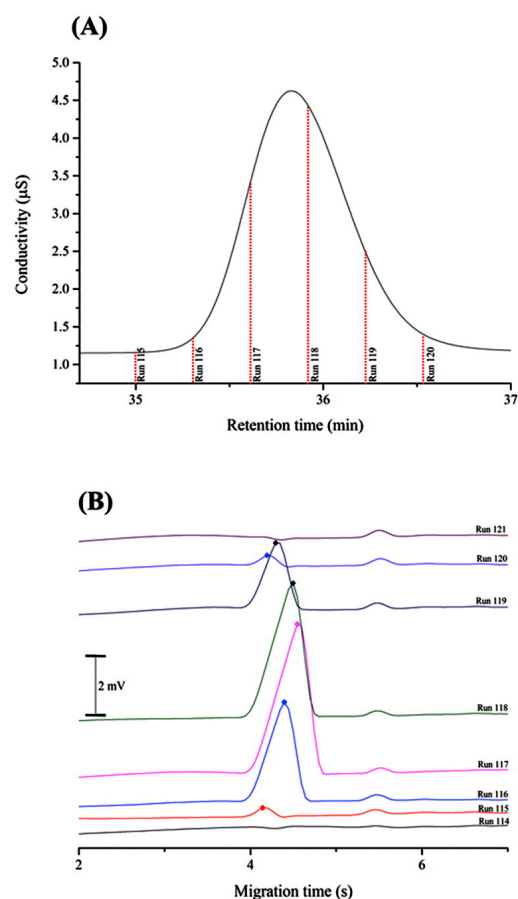 (A)
5.0
4.5
4.0
3.5
3.0
2.5
2.0
1.5
1.0
Conductivity (µS)
Run 115
Run 116
Run 117
Run 118
Run 119
Run 120
35
36
37
Retention time (min)
(B)
Run 121
Run 120
Run 119
2 mV
Run 118
Run 117
Run 116
Run 115
Run 114
2
4
6
Migration time (s)